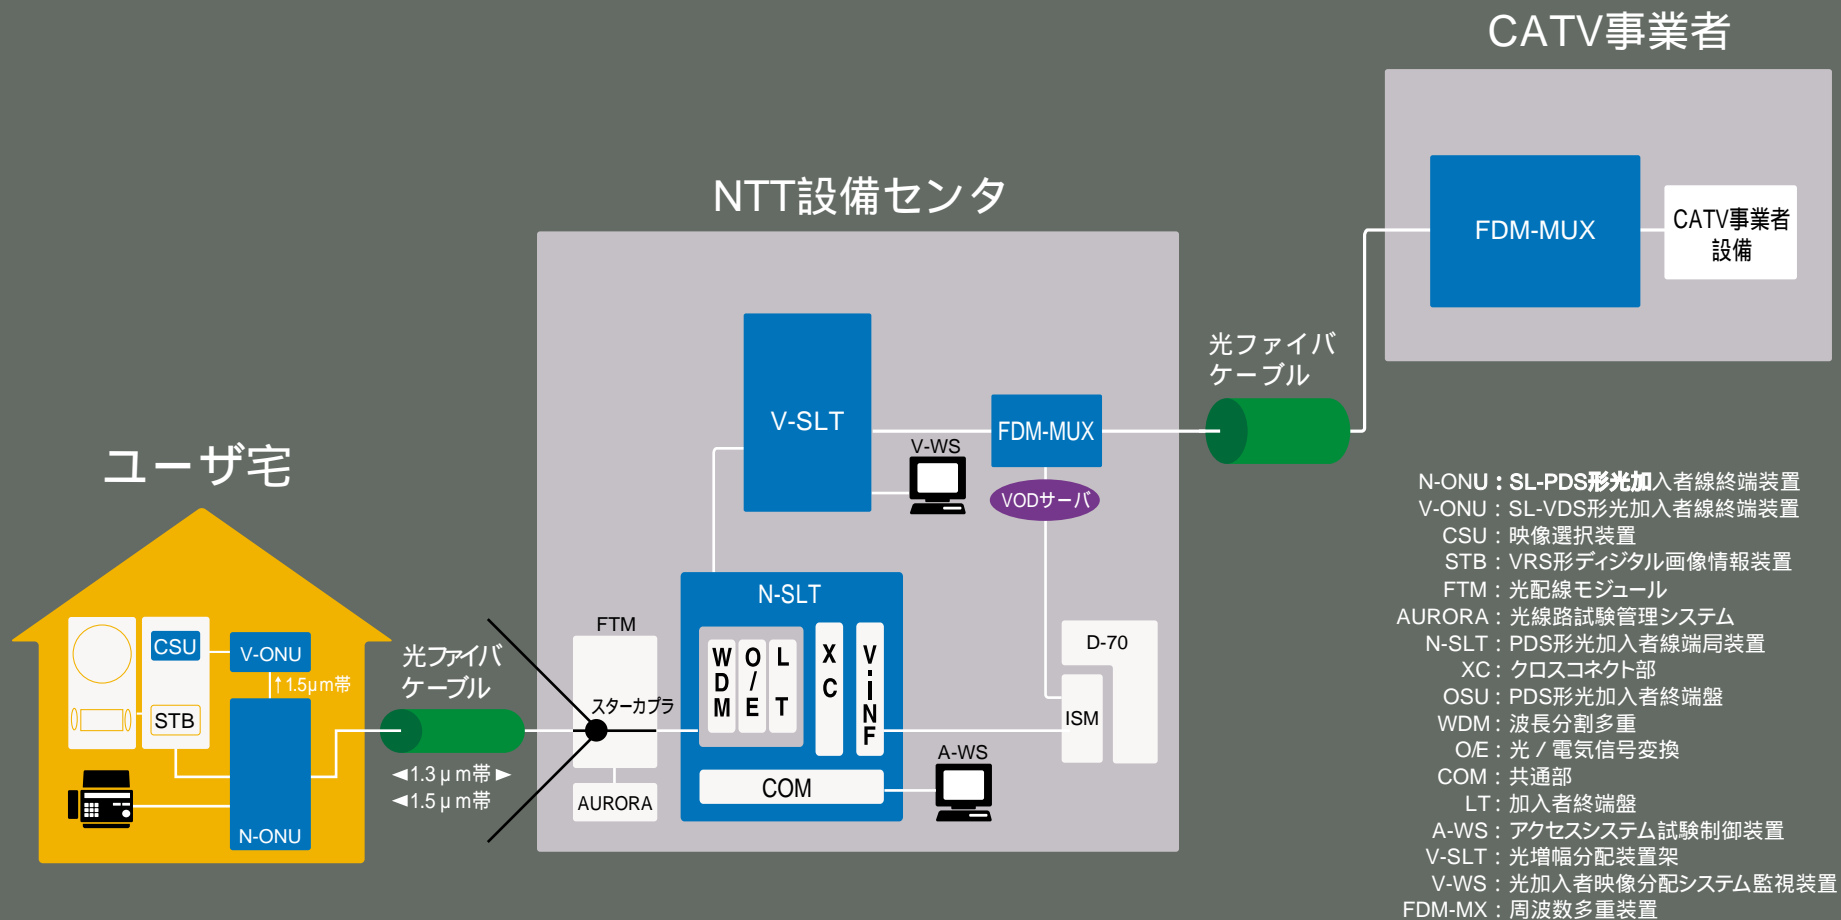 CATV事業者
FDM-MUX
CATV事業者
設備
NTT設備センタ
光ファイバ
ケーブル
V-SLT
FDM-MUX
V-WS
VODサーバ
ユーザ宅
N-SLT
FTM
D-70
CSU
V-ONU
↑1.5μm帯
光ファイバ
ケーブル
WDM
O/E
LT
XC
V-iNF
スターカプラ
STB
ISM
◄1.3μm帯►
◄1.5μm帯
A-WS
COM
AURORA
N-ONU
N-ONU:SL-PDS形光加入者線終端装置
V-ONU:SL-VDS形光加入者線終端装置
CSU:映像選択装置
STB:VRS形ディジタル画像情報装置
FTM:光配線モジュール
AURORA:光線路試験管理システム
N-SLT:PDS形光加入者線端局装置
XC:クロスコネクト部
OSU:PDS形光加入者終端盤
WDM:波長分割多重
O/E:光/電気信号変換
COM:共通部
LT:加入者終端盤
A-WS:アクセスシステム試験制御装置
V-SLT:光増幅分配装置架
V-WS:光加入者映像分配システム監視装置
FDM-MX:周波数多重装置